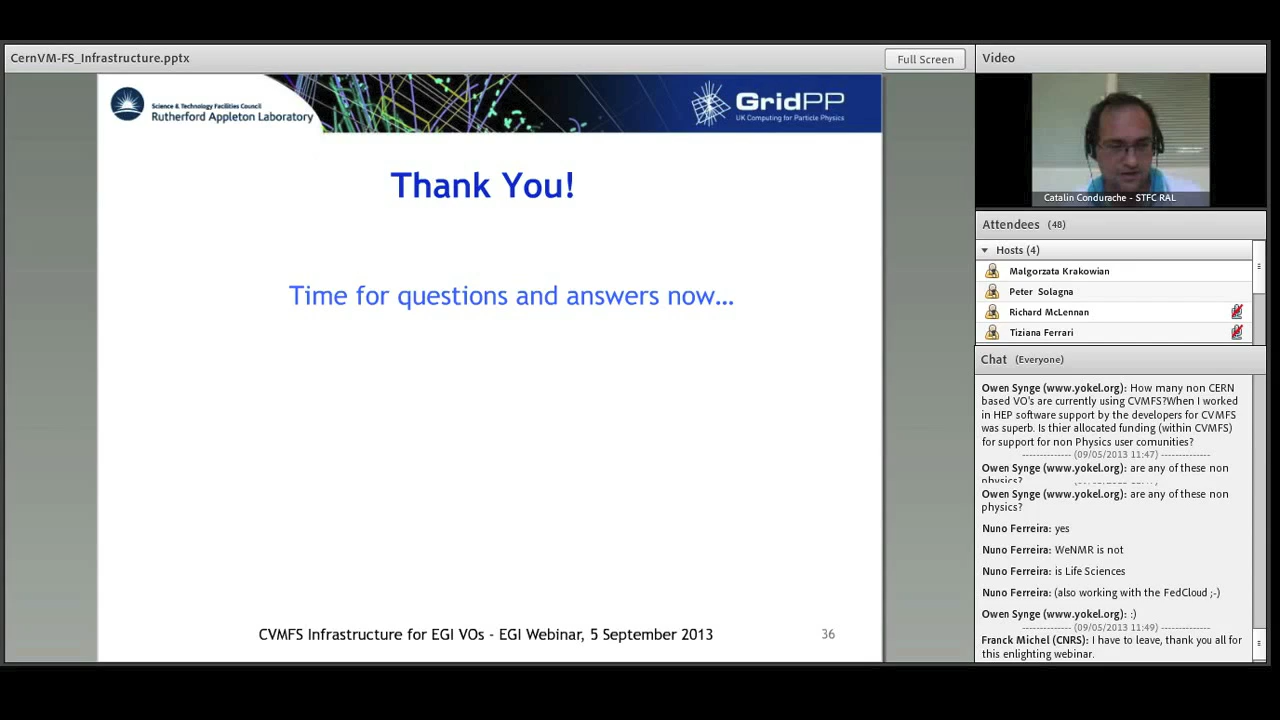 CernVM-FS_Infrastructure.pptx
Full Screen
Science & Technology Facilities Council
Rutherford Appleton Laboratory
GridPP
UK Computing for Particle Physics
Thank You!
Time for questions and answers now...
CVMFS Infrastructure for EGI VOs - EGI Webinar, 5 September 2013
36
Video
Catalin Condurache - STFC RAL
Attendees (48)
Hosts (4)
Malgorzata Krakowian
Peter Solagna
Richard McLennan
Tiziana Ferrari
Chat (Everyone)
Owen Synge (www.yokel.org): How many non CERN
based VO's are currently using CVMFS?When I worked
in HEP software support by the developers for CVMFS
was superb. Is thier allocated funding (within CVMFS)
for support for non Physics user comunities?
-------------- (09/05/2013 11:47) --------------
Owen Synge (www.yokel.org): are any of these non
physics?
Owen Synge (www.yokel.org): are any of these non
physics?
Nuno Ferreira: yes
Nuno Ferreira: WeNMR is not
Nuno Ferreira: is Life Sciences
Nuno Ferreira: (also working with the FedCloud ;-)
Owen Synge (www.yokel.org): :)
-------------- (09/05/2013 11:49) --------------
Franck Michel (CNRS): I have to leave, thank you all for
this enlighting webinar.